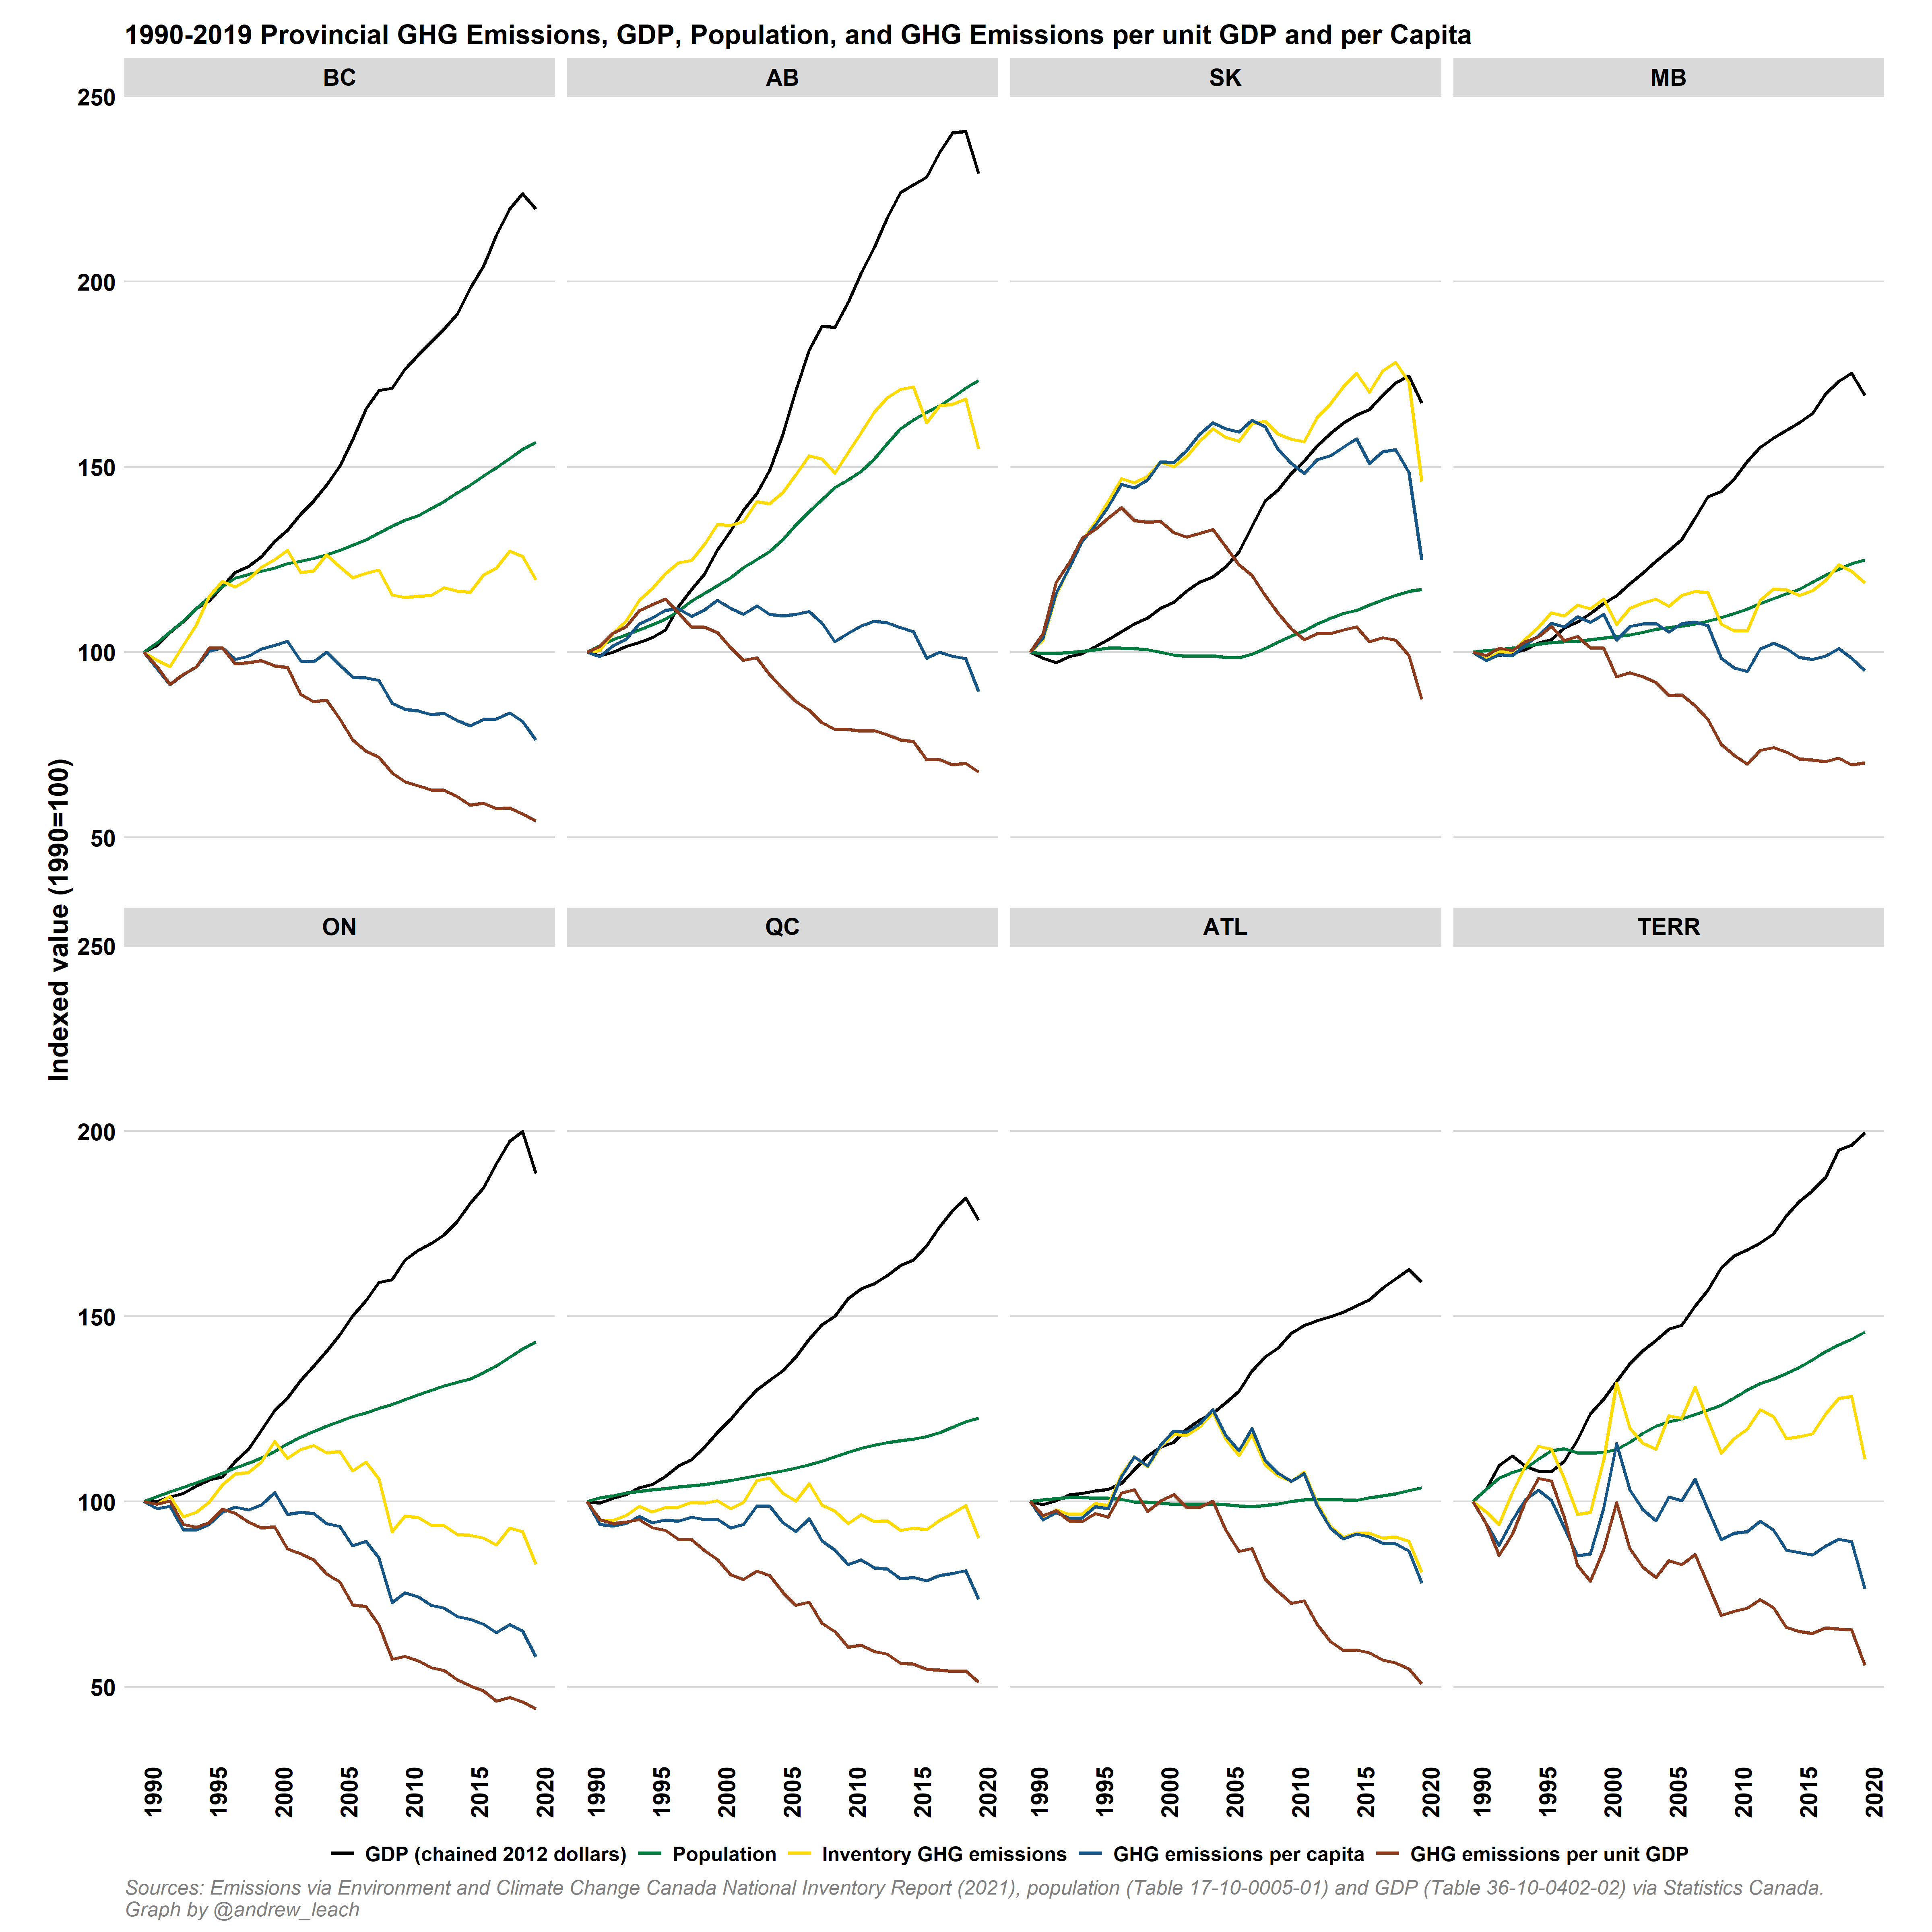 1990-2019 Provincial GHG Emissions, GDP, Population, and GHG Emissions per unit GDP and per Capita
BC
AB
SK
MB
250
200
150
100
50
Indexed value (1990=100)
ON
QC
ATL
TERR
250
200
150
100
50
1990 1995 2000 2005 2010 2015 2020
1990 1995 2000 2005 2010 2015 2020
1990 1995 2000 2005 2010 2015 2020
1990 1995 2000 2005 2010 2015 2020
GDP (chained 2012 dollars) Population Inventory GHG emissions GHG emissions per capita GHG emissions per unit GDP
Sources: Emissions via Environment and Climate Change Canada National Inventory Report (2021), population (Table 17-10-0005-01) and GDP (Table 36-10-0402-02) via Statistics Canada.
Graph by @andrew_leach